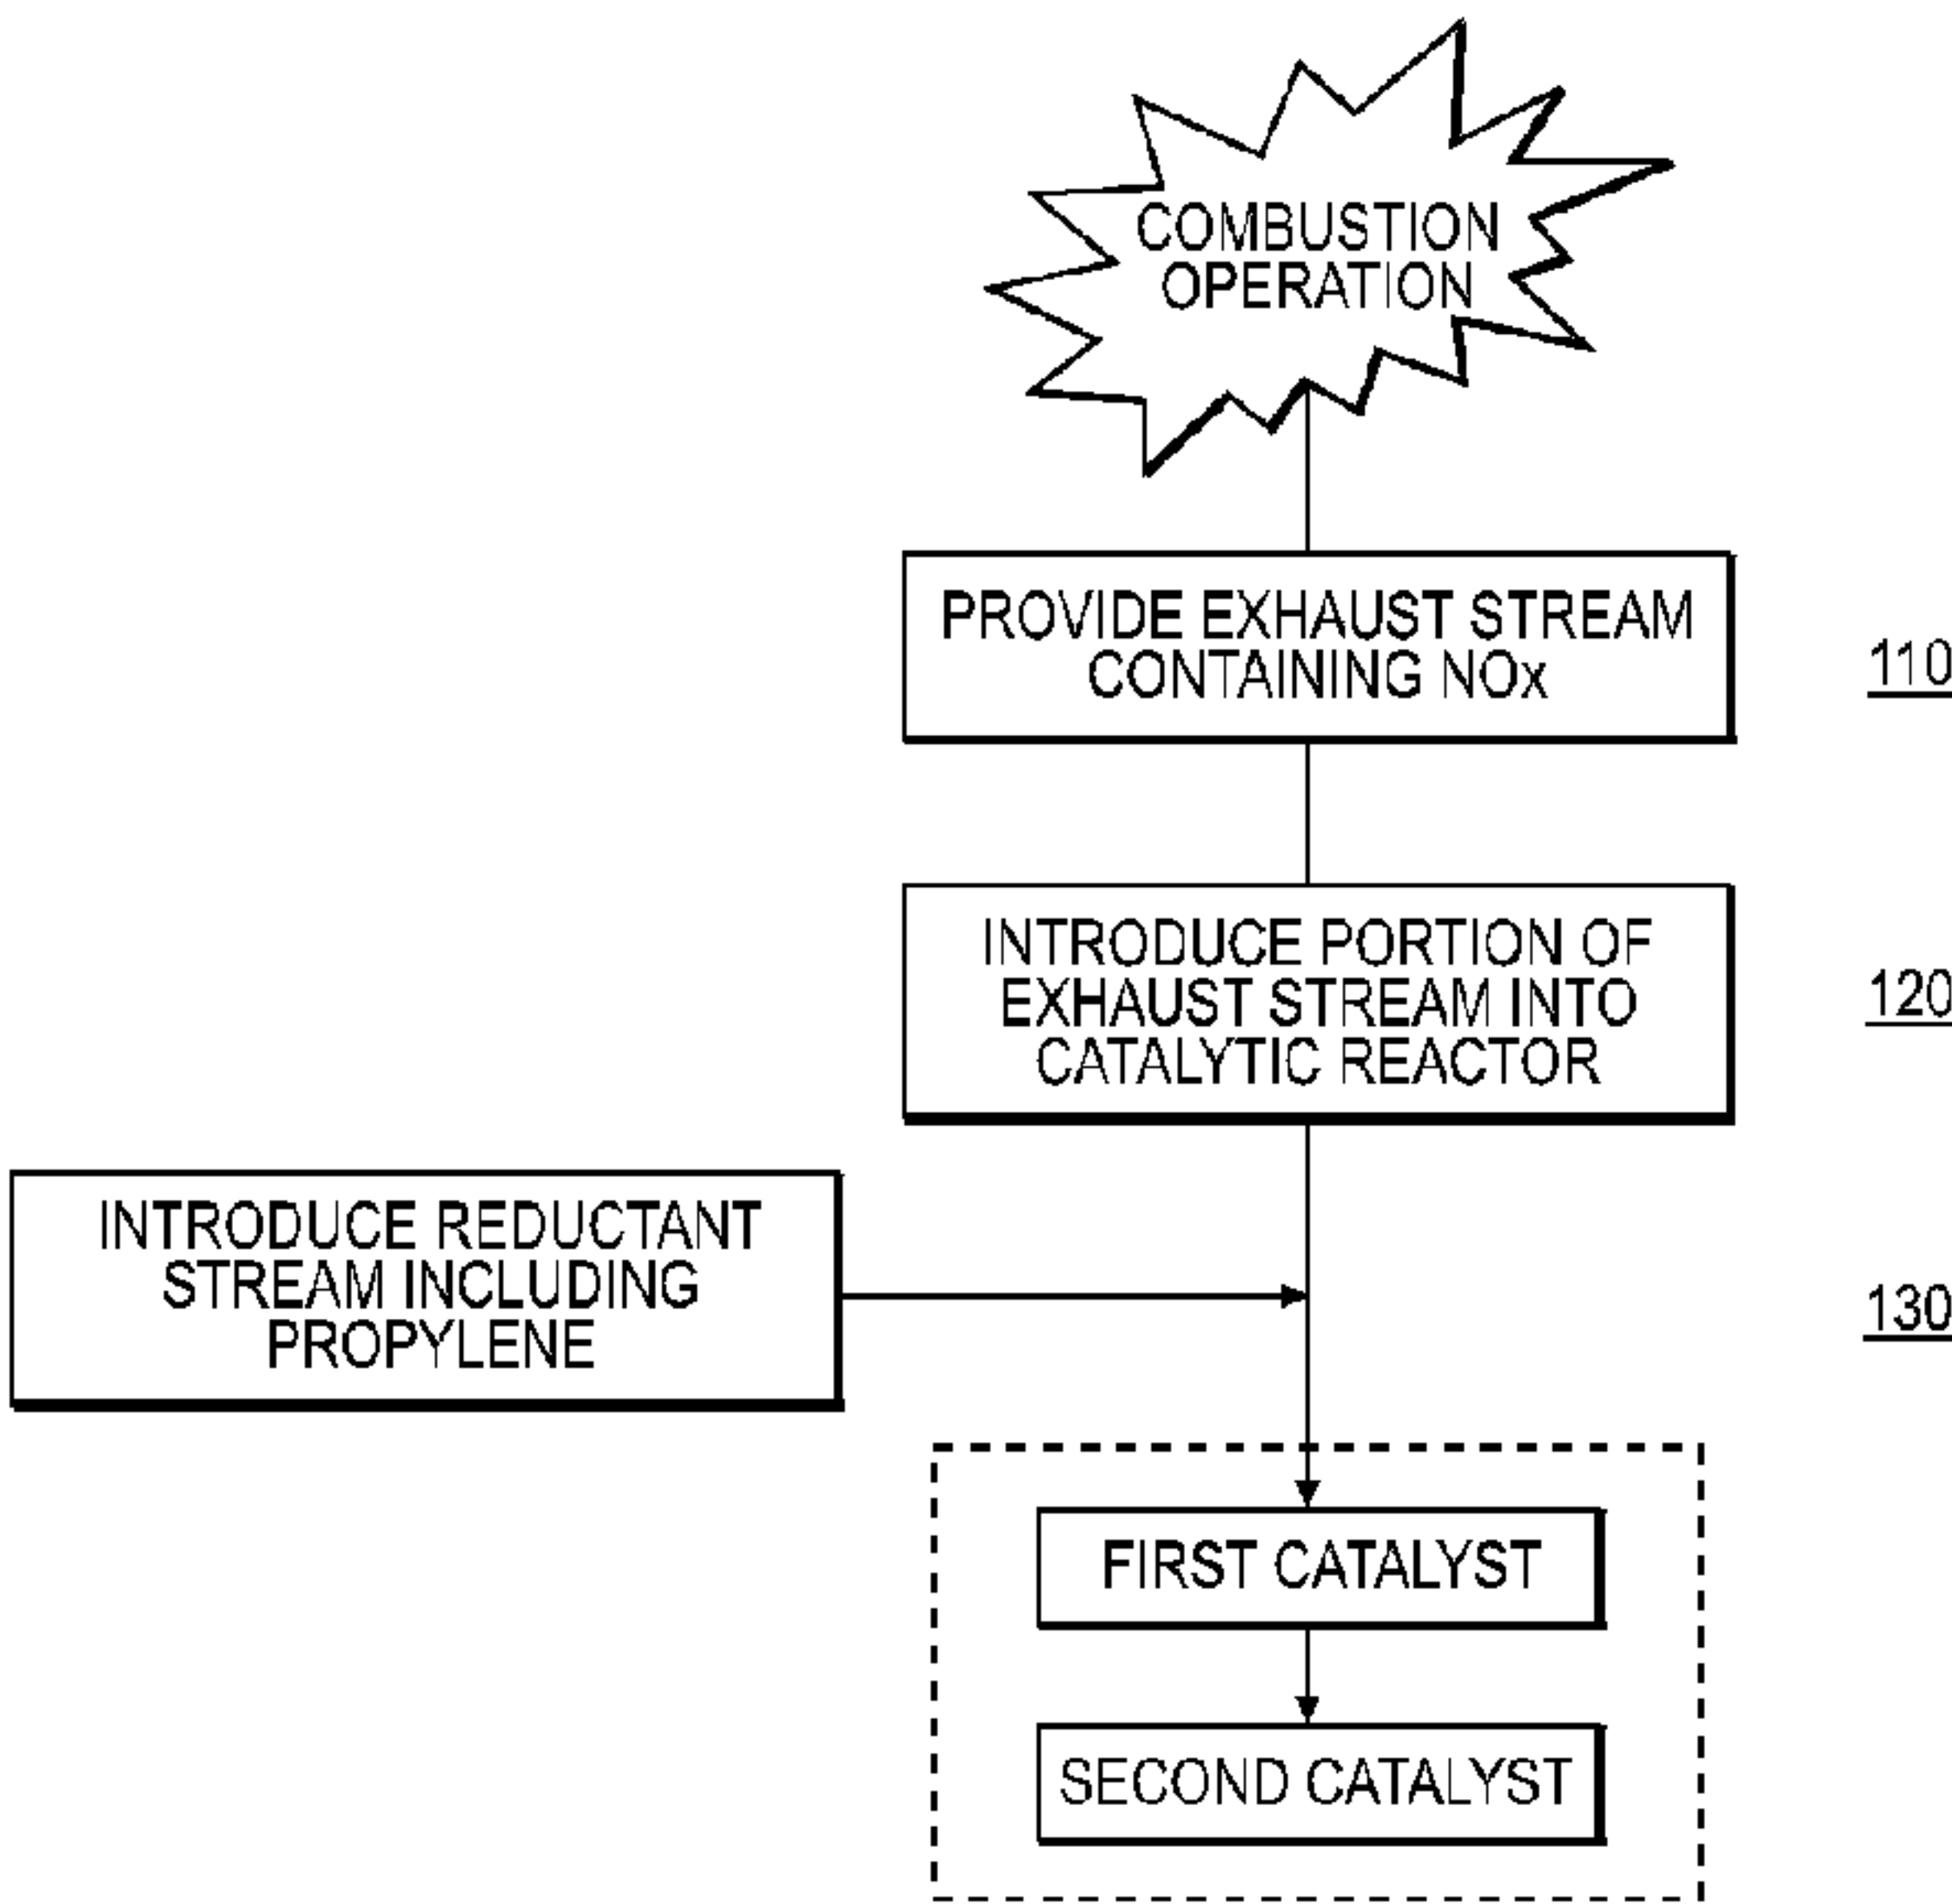 COMBUSTION
OPERATION
PROVIDE EXHAUST STREAM
CONTAINING NOx
110
INTRODUCE PORTION OF
EXHAUST STREAM INTO
CATALYTIC REACTOR
120
INTRODUCE REDUCTANT
STREAM INCLUDING
PROPYLENE
130
FIRST CATALYST
SECOND CATALYST